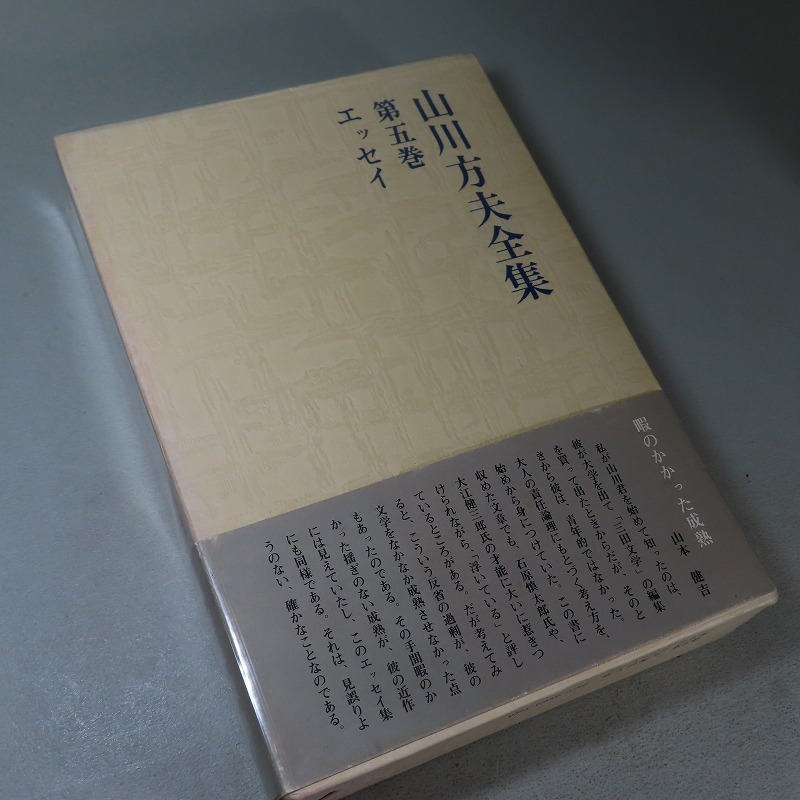 山川方夫全集
第五巻
エッセイ
暇のかかった成熟
山本 健吉
私が山川君を始めて知ったのは、
彼が大学を出て「三田文学」の編集
を買って出たときからだが、そのと
きから彼は、青年的ではなかった。
大人の責任論理にもとづく考え方を、
始めから身につけていた。この書に
収めた文章でも、石原慎太郎氏や、
大江健三郎氏の才能に大いに惹きつ
けられながら、「浮いている」と評し
ているところがある。だが考えてみ
ると、こういう反省の過剰が、彼の
文学をなかなか成熟させなかった点
もあったのである。その手間暇のか
かった揺ぎのない成熟が、彼の近作
には見えていたし、このエッセイ集
にも同様である。それは、見誤りよ
うのない、確かなことなのである。